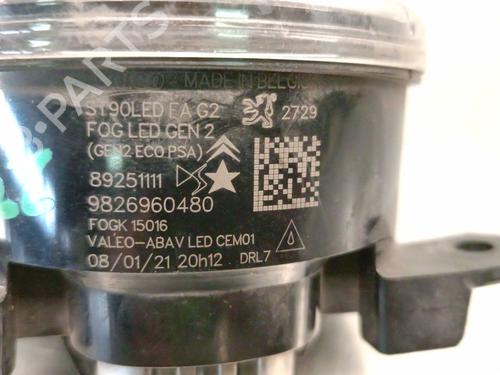 MADE IN BELGIUM
ST90LED FA G2 2729
FOG LED GEN 2
(GEN2 ECO PSA)
89251111
9826960480
FOGK 15016
VALEO-ABAV LED CEM01
08/01/21 20h12 DRL7